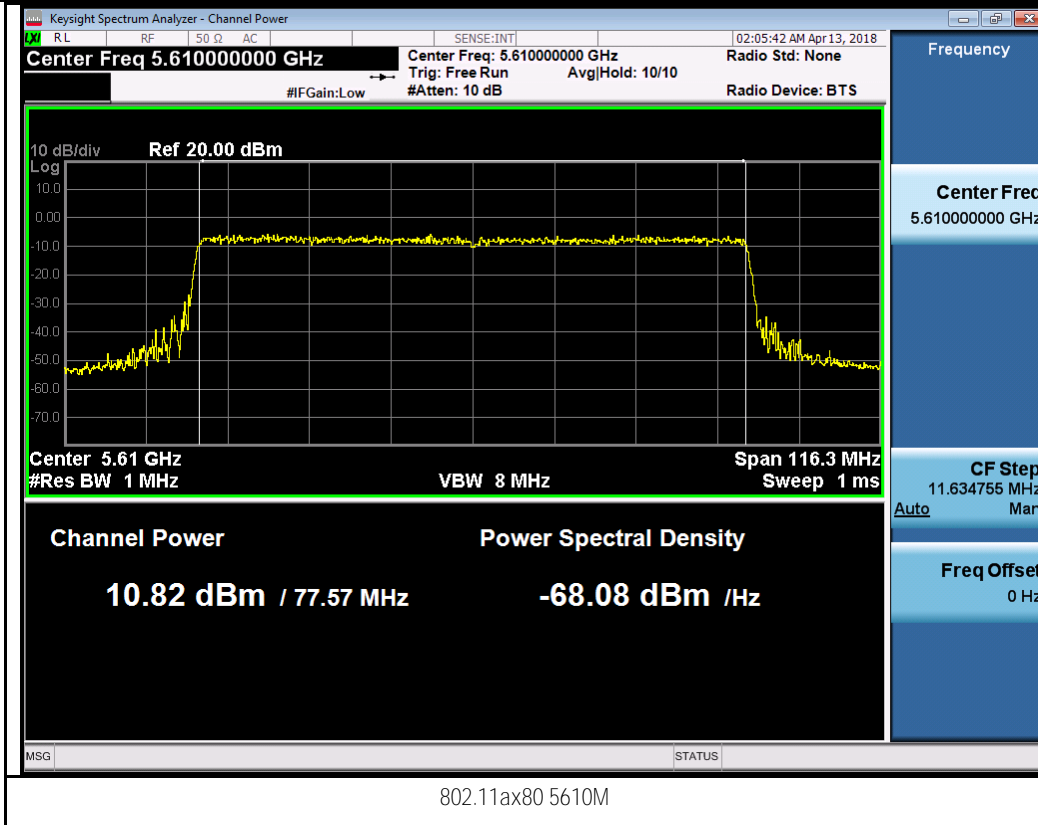 Keysight Spectrum Analyzer - Channel Power
LXI RL RF 50 Ω AC SENSE:INT 02:05:42 AM Apr 13, 2018
Center Freq 5.610000000 GHz
#IFGain:Low
Center Freq: 5.610000000 GHz
Trig: Free Run Avg|Hold: 10/10
#Atten: 10 dB
Radio Std: None
Radio Device: BTS
10 dB/div Ref 20.00 dBm
Log
10.0
0.00
-10.0
-20.0
-30.0
-40.0
-50.0
-60.0
-70.0
Center 5.61 GHz Span 116.3 MHz
#Res BW 1 MHz VBW 8 MHz Sweep 1 ms
Channel Power Power Spectral Density
10.82 dBm / 77.57 MHz -68.08 dBm /Hz
Frequency
Center Freq
5.610000000 GHz
CF Step
11.634755 MHz
Auto Man
Freq Offset
0 Hz
MSG STATUS
802.11ax80 5610M